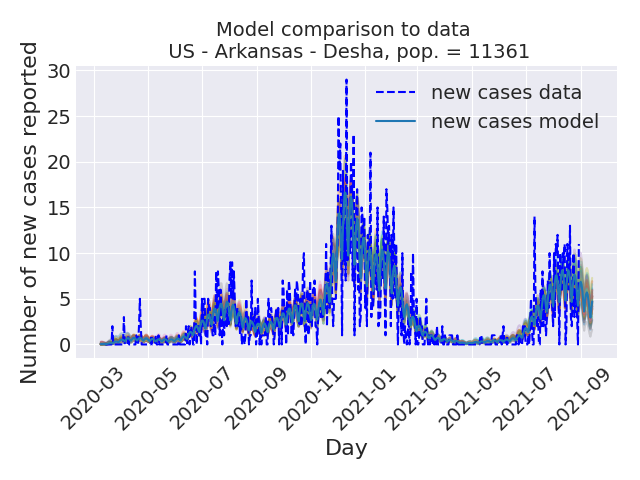 Model comparison to data
US - Arkansas - Desha, pop. = 11361
Number of new cases reported
30
25
20
15
10
5
0
new cases data
new cases model
2020-03
2020-05
2020-07
2020-09
2020-11
2021-01
2021-03
2021-05
2021-07
2021-09
Day